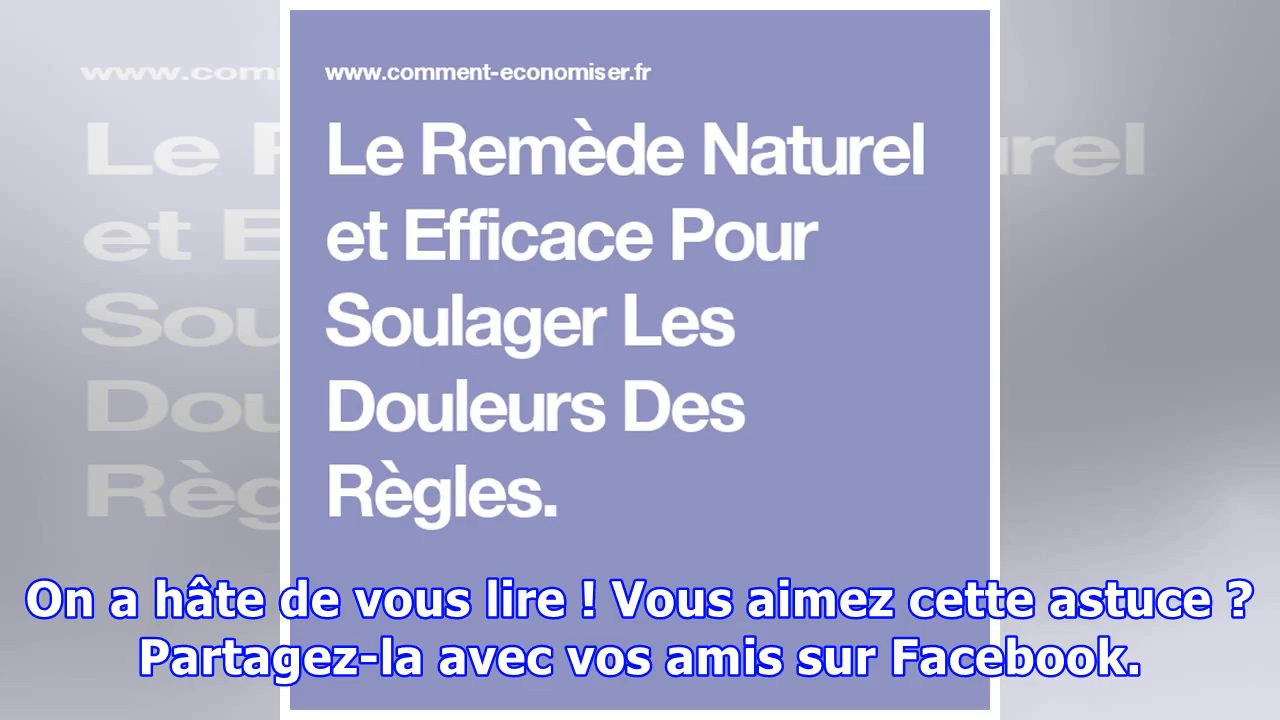 www.comment-economiser.fr
Le Remède Naturel
et Efficace Pour
Soulager Les
Douleurs Des
Règles.
On a hâte de vous lire ! Vous aimez cette astuce ?
Partagez-la avec vos amis sur Facebook.